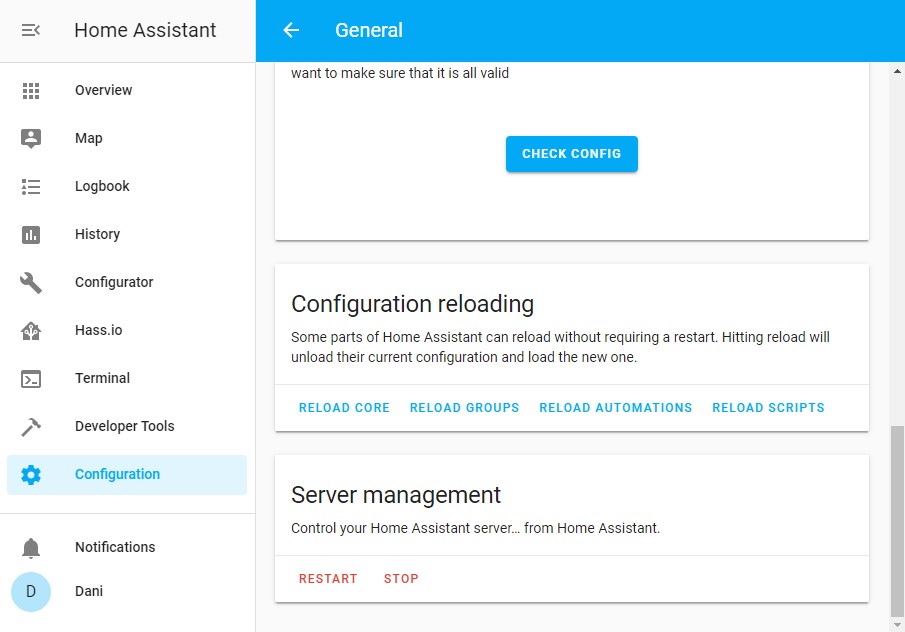 Home Assistant
Overview
Map
Logbook
History
Configurator
Hass.io
Terminal
Developer Tools
Configuration
Notifications
D
Dani
General
want to make sure that it is all valid
CHECK CONFIG
Configuration reloading
Some parts of Home Assistant can reload without requiring a restart. Hitting reload will
unload their current configuration and load the new one.
RELOAD CORE RELOAD GROUPS RELOAD AUTOMATIONS RELOAD SCRIPTS
Server management
Control your Home Assistant server... from Home Assistant.
RESTART STOP